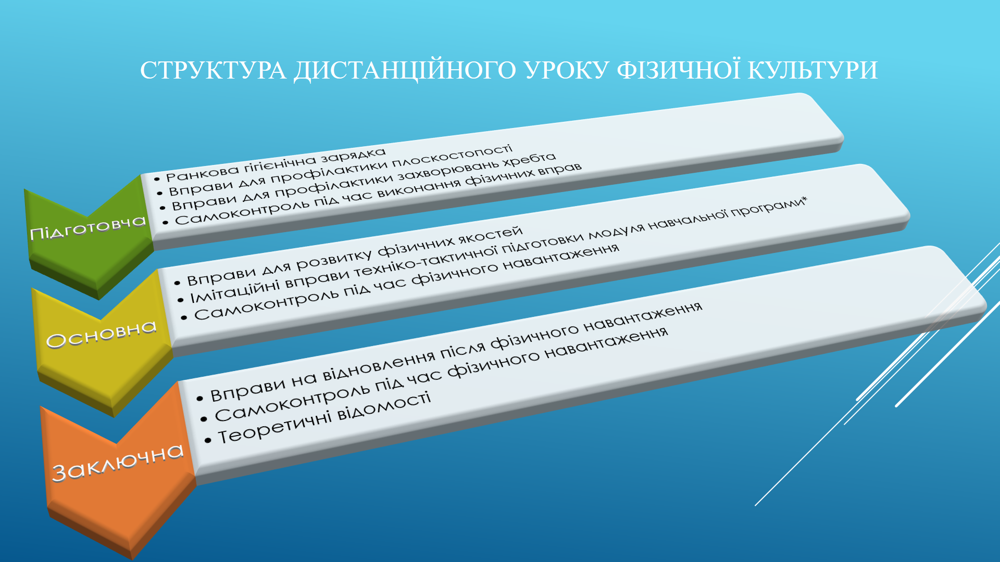 СТРУКТУРА ДИСТАНЦІЙНОГО УРОКУ ФІЗИЧНОЇ КУЛЬТУРИ
Підготовча
• Ранкова гігієнічна зарядка
• Вправи для профілактики плоскостопості
• Вправи для профілактики захворювань хребта
• Самоконтроль під час виконання фізичних вправ
Основна
• Вправи для розвитку фізичних якостей
• Імітаційні вправи техніко-тактичної підготовки модуля навчальної програми*
• Самоконтроль під час фізичного навантаження
Заключна
• Вправи на відновлення після фізичного навантаження
• Самоконтроль під час фізичного навантаження
• Теоретичні відомості